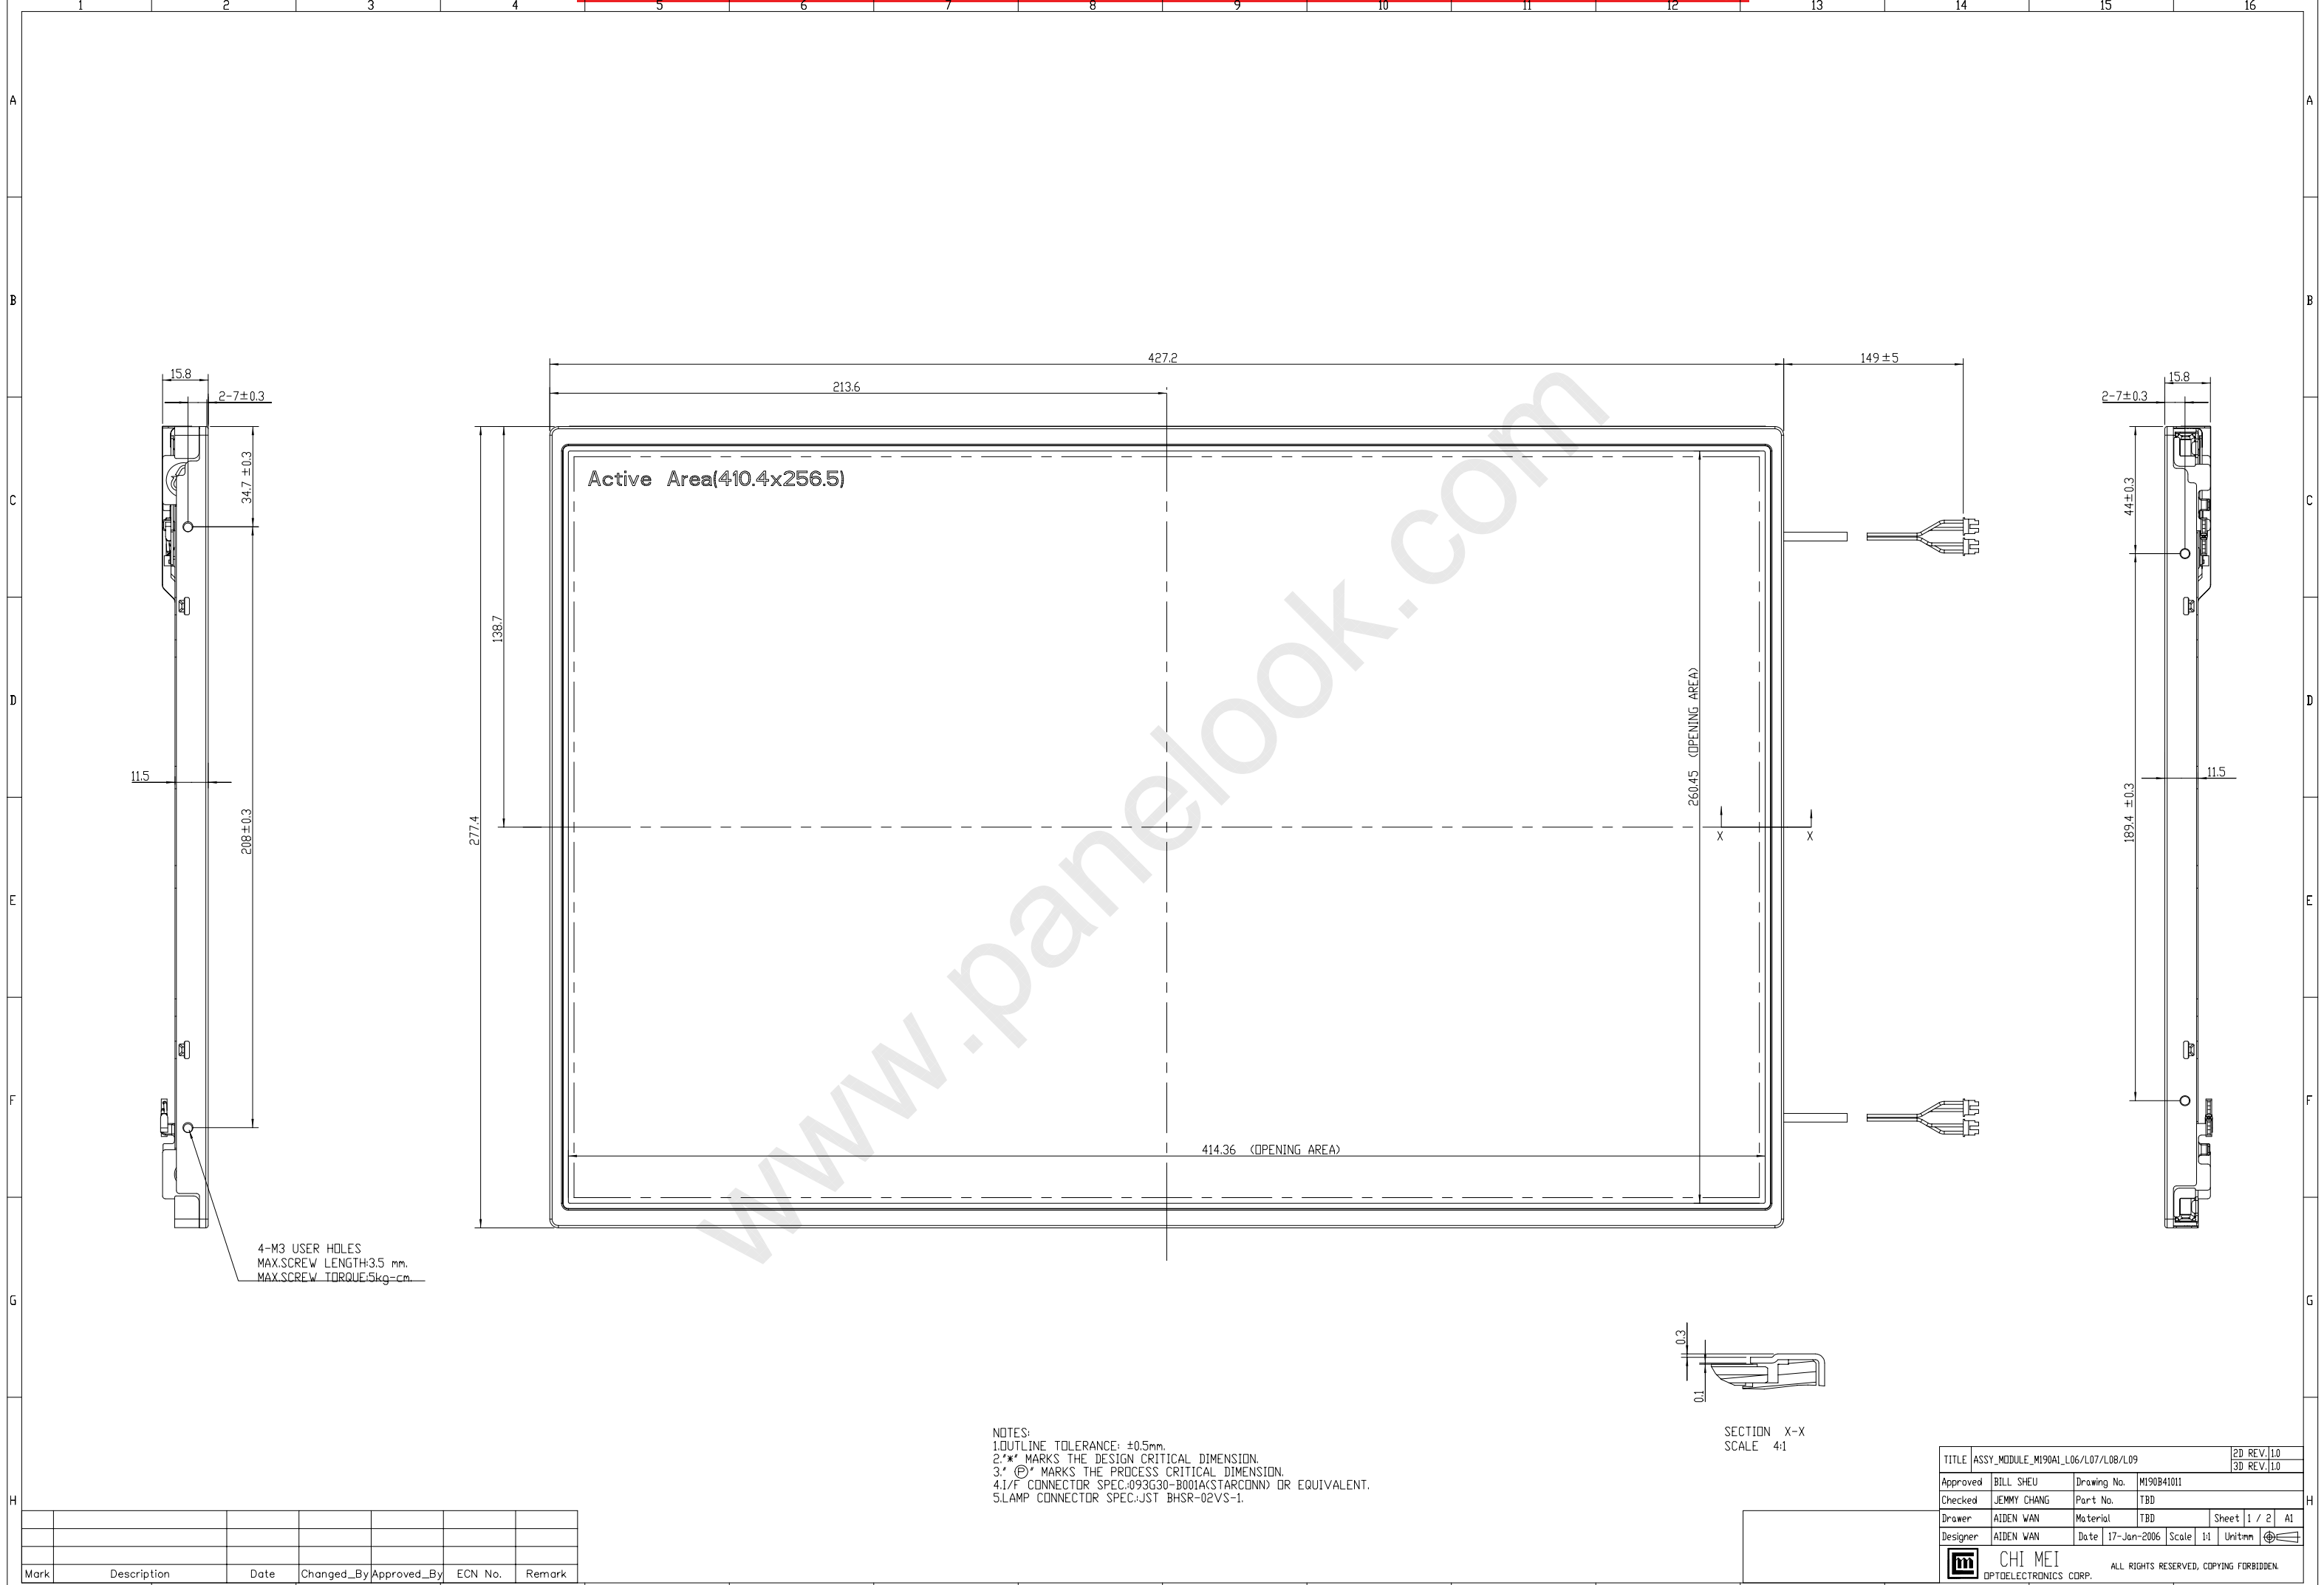 1 2 3 4 5 6 7 8 9 10 11 12 13 14 15 16
A A
B B
427.2 149±5
15.8 213.6 15.8
2-7±0.3 2-7±0.3
34.7 ±0.3
Active Area(410.4x256.5)
C C
44±0.3
138.7
260.45 (OPENING AREA)
D D
11.5 11.5
208±0.3
277.4
189.4 ±0.3
X X
E E
F F
414.36 (OPENING AREA)
www.panelook.com
4-M3 USER HOLES
MAX.SCREW LENGTH:3.5 mm.
MAX.SCREW TORQUE:5kg-cm.
G G
0.3
0.1
SECTION X-X
SCALE 4:1
NOTES:
1.OUTLINE TOLERANCE: ±0.5mm.
2."*" MARKS THE DESIGN CRITICAL DIMENSION.
3." Ⓟ" MARKS THE PROCESS CRITICAL DIMENSION.
4.I/F CONNECTOR SPEC.:093G30-B001A(STARCONN) OR EQUIVALENT.
5.LAMP CONNECTOR SPEC.:JST BHSR-02VS-1.
H H
TITLE ASSY_MODULE_M190A1_L06/L07/L08/L09 2D REV. 1.0
3D REV. 1.0
Approved BILL SHEU Drawing No. M190B41011
Checked JEMMY CHANG Part No. TBD
Drawer AIDEN WAN Material TBD Sheet 1 / 2 A1
Designer AIDEN WAN Date 17-Jan-2006 Scale 1:1 Unit:mm
CHI MEI
OPTOELECTRONICS CORP.
ALL RIGHTS RESERVED, COPYING FORBIDDEN.
Mark Description Date Changed_By Approved_By ECN No. Remark